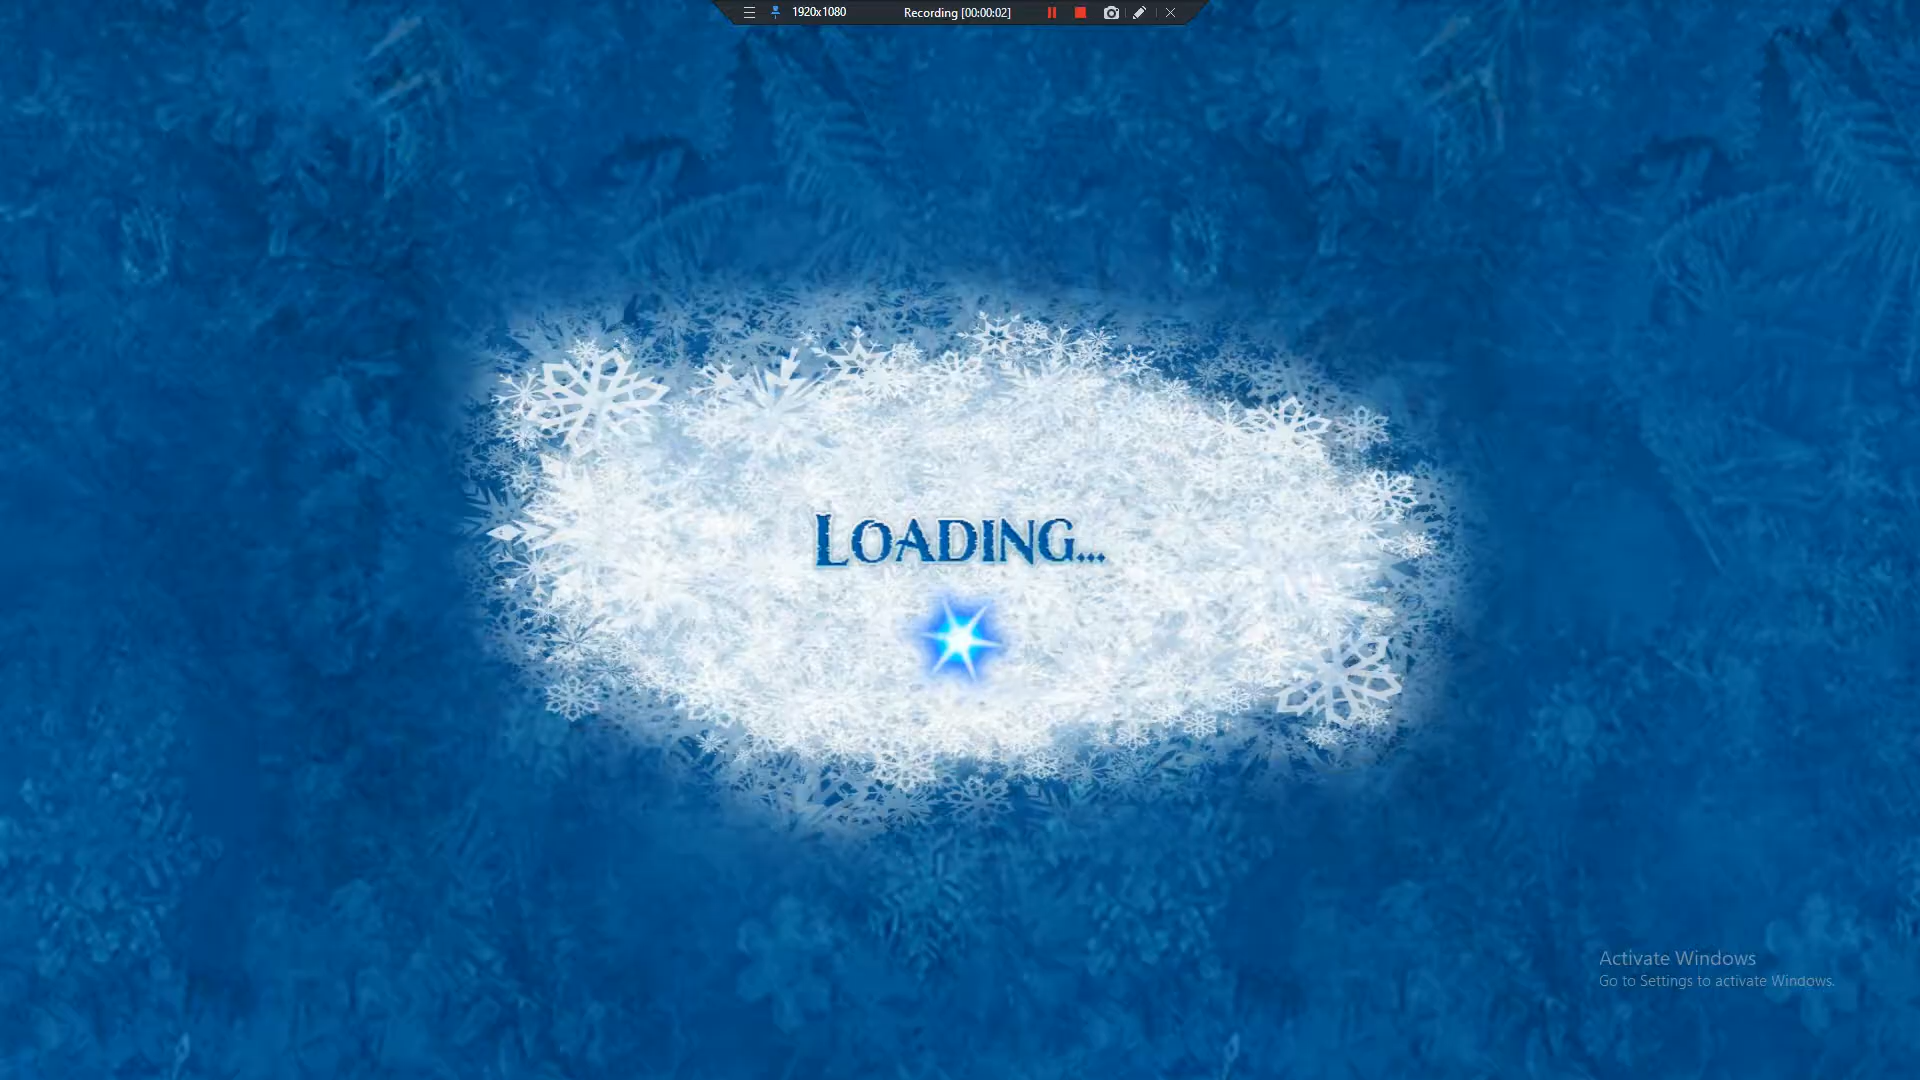 1920x1080
Recording [00:00:02]
LOADING...
Activate Windows
Go to Settings to activate Windows.